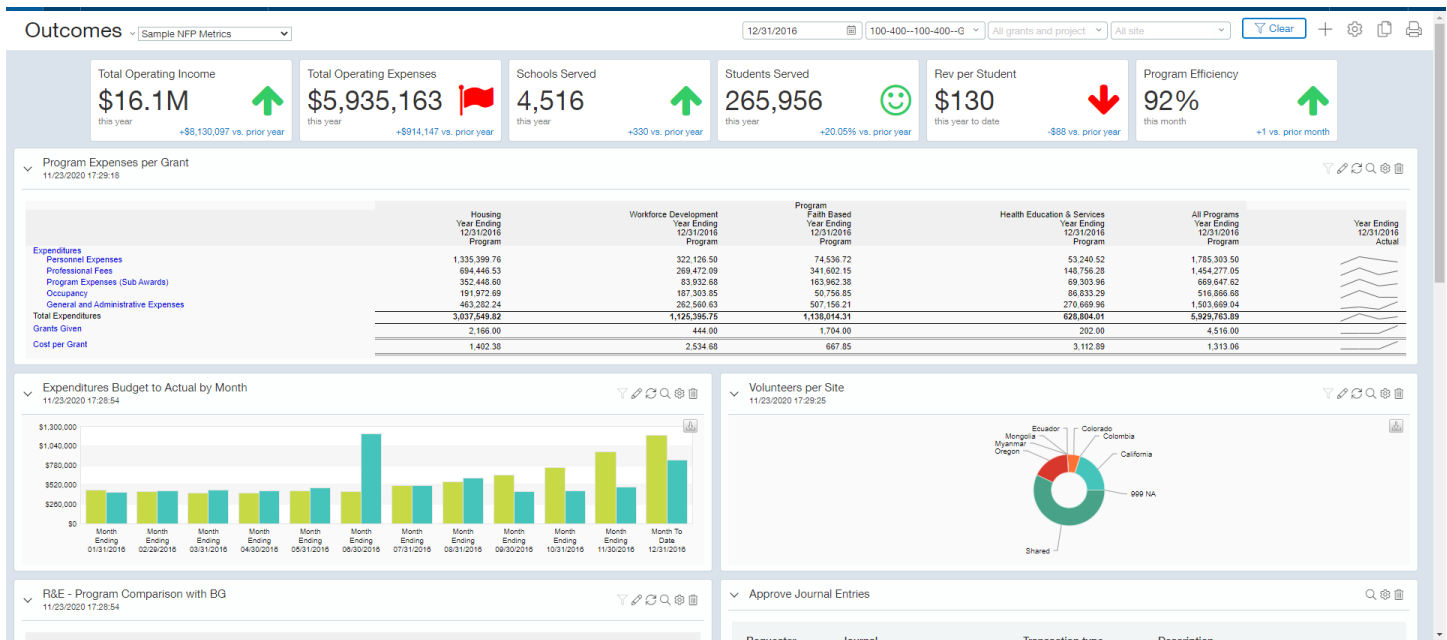 Outcomes
Sample NFP Metrics
12/31/2016
100-400--100-400--G
All grants and project
All site
Clear
Total Operating Income
$16.1M
this year
+$8,130,097 vs. prior year
Total Operating Expenses
$5,935,163
this year
+$914,147 vs. prior year
Schools Served
4,516
this year
+330 vs. prior year
Students Served
265,956
this year
+20.05% vs. prior year
Rev per Student
$130
this year to date
-$88 vs. prior year
Program Efficiency
92%
this month
+1 vs. prior month
Program Expenses per Grant
11/23/2020 17:29:18
Program
Housing Workforce Development Faith Based Health Education & Services All Programs
Year Ending Year Ending Year Ending Year Ending Year Ending Year Ending
12/31/2016 12/31/2016 12/31/2016 12/31/2016 12/31/2016 12/31/2016
Program Program Program Program Program Actual
Expenditures
Personnel Expenses 1,335,399.76 322,126.50 74,536.72 53,240.52 1,785,303.50
Professional Fees 694,446.53 269,472.09 341,602.15 148,756.28 1,454,277.05
Program Expenses (Sub Awards) 352,448.60 83,932.68 163,962.38 69,303.96 669,647.62
Occupancy 191,972.69 187,303.85 50,756.85 86,833.29 516,866.68
General and Administrative Expenses 463,282.24 262,560.63 507,156.21 270,669.96 1,503,669.04
Total Expenditures 3,037,549.82 1,125,395.75 1,138,014.31 628,804.01 5,929,763.89
Grants Given 2,166.00 444.00 1,704.00 202.00 4,516.00
Cost per Grant 1,402.38 2,534.68 667.85 3,112.89 1,313.06
Expenditures Budget to Actual by Month
11/23/2020 17:28:54
$1,300,000
$1,040,000
$780,000
$520,000
$260,000
$0
Month Month Month Month Month Month Month Month Month Month Month Month To
Ending Ending Ending Ending Ending Ending Ending Ending Ending Ending Ending Date
01/31/2016 02/29/2016 03/31/2016 04/30/2016 05/31/2016 06/30/2016 07/31/2016 08/31/2016 09/30/2016 10/31/2016 11/30/2016 12/31/2016
Volunteers per Site
11/23/2020 17:29:25
Ecuador
Colorado
Mongolia
Colombia
Myanmar
Oregon
California
999 NA
Shared
R&E - Program Comparison with BG
11/23/2020 17:28:54
Approve Journal Entries
Requester Journal Transaction type Description